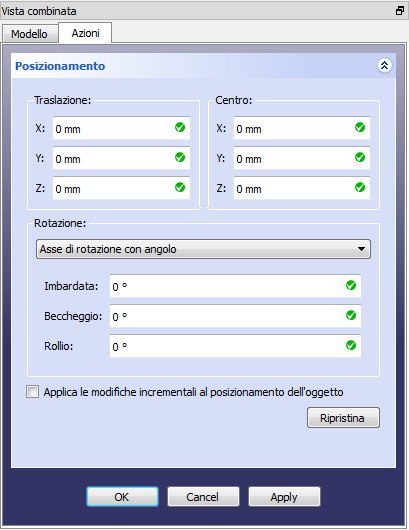 Vista combinata
Modello Azioni
Posizionamento
Traslazione: Centro:
X: 0 mm X: 0 mm
Y: 0 mm Y: 0 mm
Z: 0 mm Z: 0 mm
Rotazione:
Asse di rotazione con angolo
Imbardata: 0 °
Beccheggio: 0 °
Rollio: 0 °
Applica le modifiche incrementali al posizionamento dell'oggetto
Ripristina
OK Cancel Apply